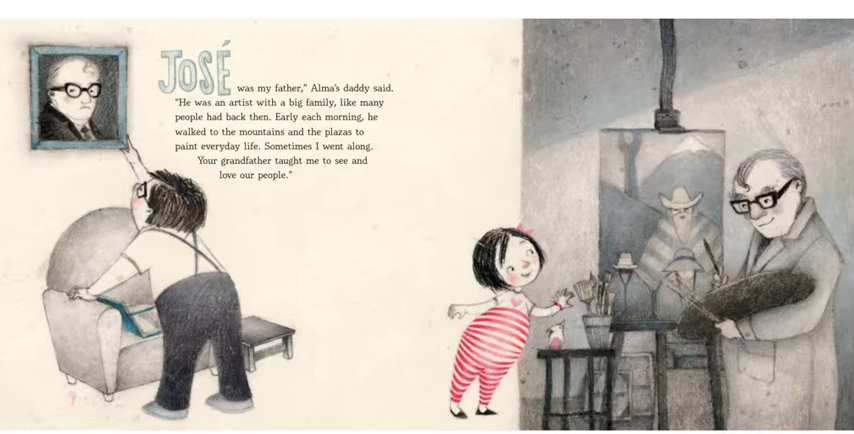 JOSÉ was my father,” Alma’s daddy said.
“He was an artist with a big family, like many
people had back then. Early each morning, he
walked to the mountains and the plazas to
paint everyday life. Sometimes I went along.
Your grandfather taught me to see and
love our people.”